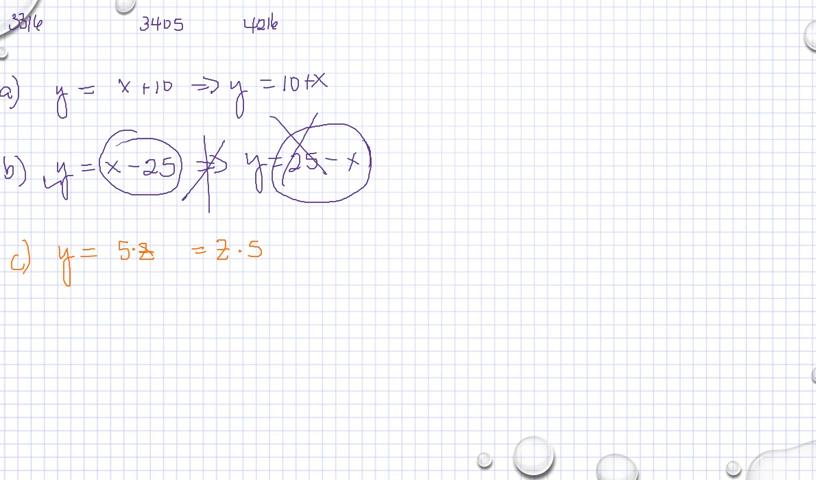 3316 3405 4216
a) y = x + 10 ⇒ y = 10 + x
b) y = x - 25 ⇒ y = 25 - x
c) y = 5·z = z·5